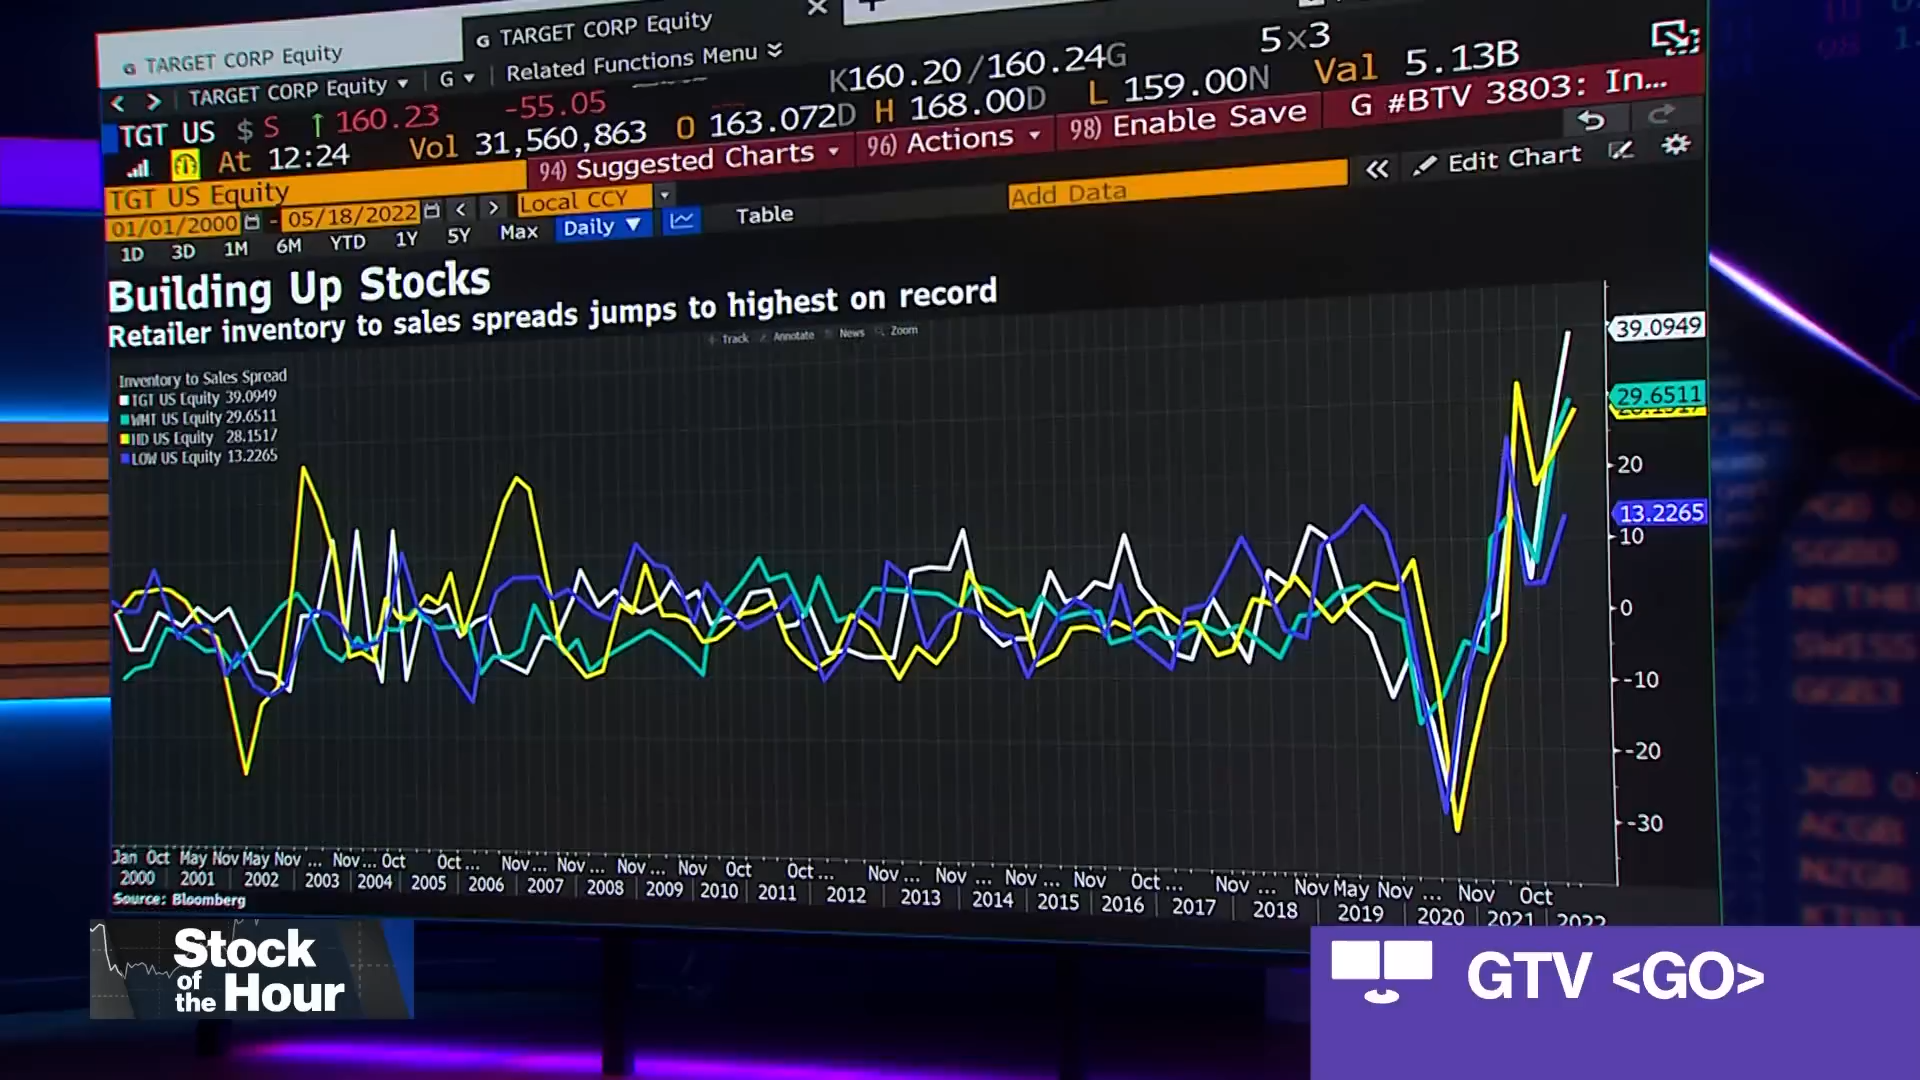 G TARGET CORP Equity
G TARGET CORP Equity
TARGET CORP Equity
G
Related Functions Menu
TGT US $ S ↑ 160.23 -55.05 K160.20/160.24G 5x3
At 12:24 Vol 31,560,863 O 163.072D H 168.00D L 159.00N Val 5.13B
TGT US Equity
94) Suggested Charts
96) Actions
98) Enable Save
G #BTV 3803: In...
01/01/2000 - 05/18/2022
Local CCY
Add Data
Edit Chart
1D 3D 1M 6M YTD 1Y 5Y Max Daily ▼ Table
Building Up Stocks
Retailer inventory to sales spreads jumps to highest on record
Track Annotate News Zoom
Inventory to Sales Spread
TGT US Equity 39.0949
WMT US Equity 29.6511
HD US Equity 28.1517
LOW US Equity 13.2265
39.0949
29.6511
20
13.2265
10
0
-10
-20
-30
Jan Oct May Nov May Nov ... Nov... Oct Oct ... Nov... Nov... Nov... Nov Oct Oct ... Nov... Nov ... Nov ... Nov Oct ... Nov ... Nov May Nov ... Nov Oct
2000 2001 2002 2003 2004 2005 2006 2007 2008 2009 2010 2011 2012 2013 2014 2015 2016 2017 2018 2019 2020 2021 2022
Source: Bloomberg
Stock
of
the Hour
GTV <GO>
SGBO
NETHE
SWISS
GGB3
ACGB
NZGB